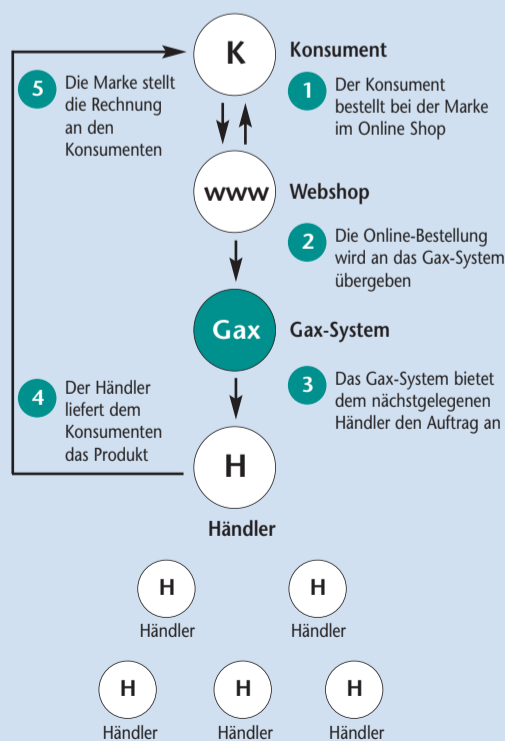 K
Konsument
1
Der Konsument
bestellt bei der Marke
im Online Shop
5
Die Marke stellt
die Rechnung
an den
Konsumenten
www
Webshop
2
Die Online-Bestellung
wird an das Gax-System
übergeben
Gax
Gax-System
3
Das Gax-System bietet
dem nächstgelegenen
Händler den Auftrag an
4
Der Händler
liefert dem
Konsumenten
das Produkt
H
Händler
H
Händler
H
Händler
H
Händler
H
Händler
H
Händler